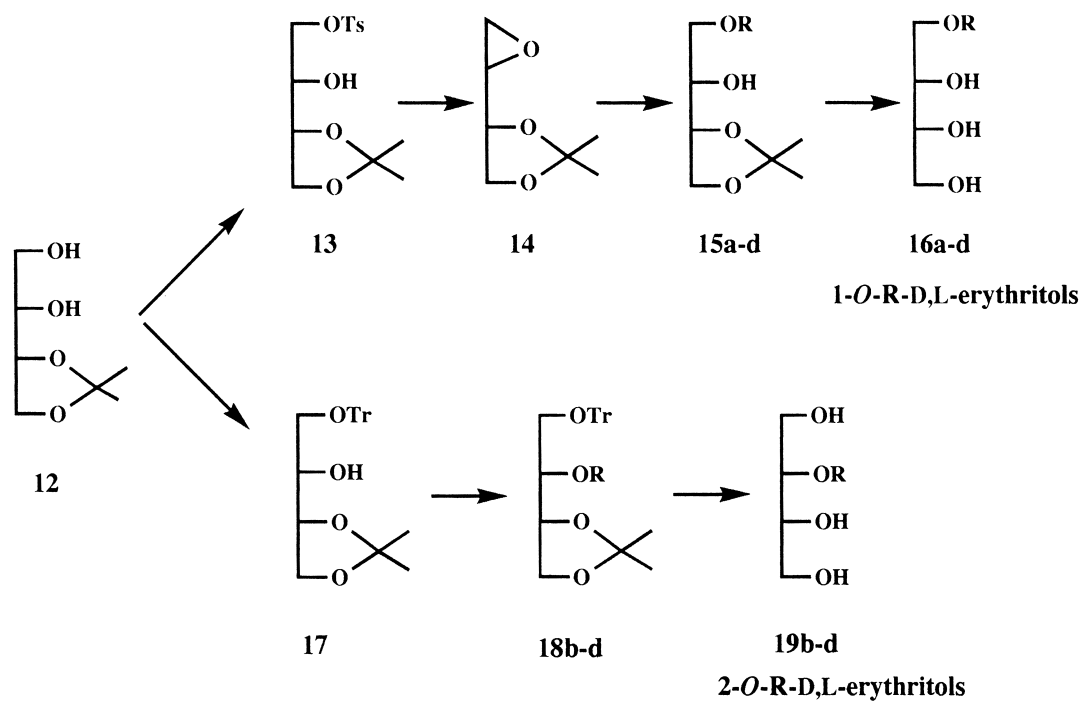 OTs
OH
O
O
13
O
O
O
14
OR
OH
O
O
15a-d
OR
OH
OH
OH
16a-d
1-O-R-D,L-erythritols
OH
OH
O
O
12
OTr
OH
O
O
17
OTr
OR
O
O
18b-d
OH
OR
OH
OH
19b-d
2-O-R-D,L-erythritols